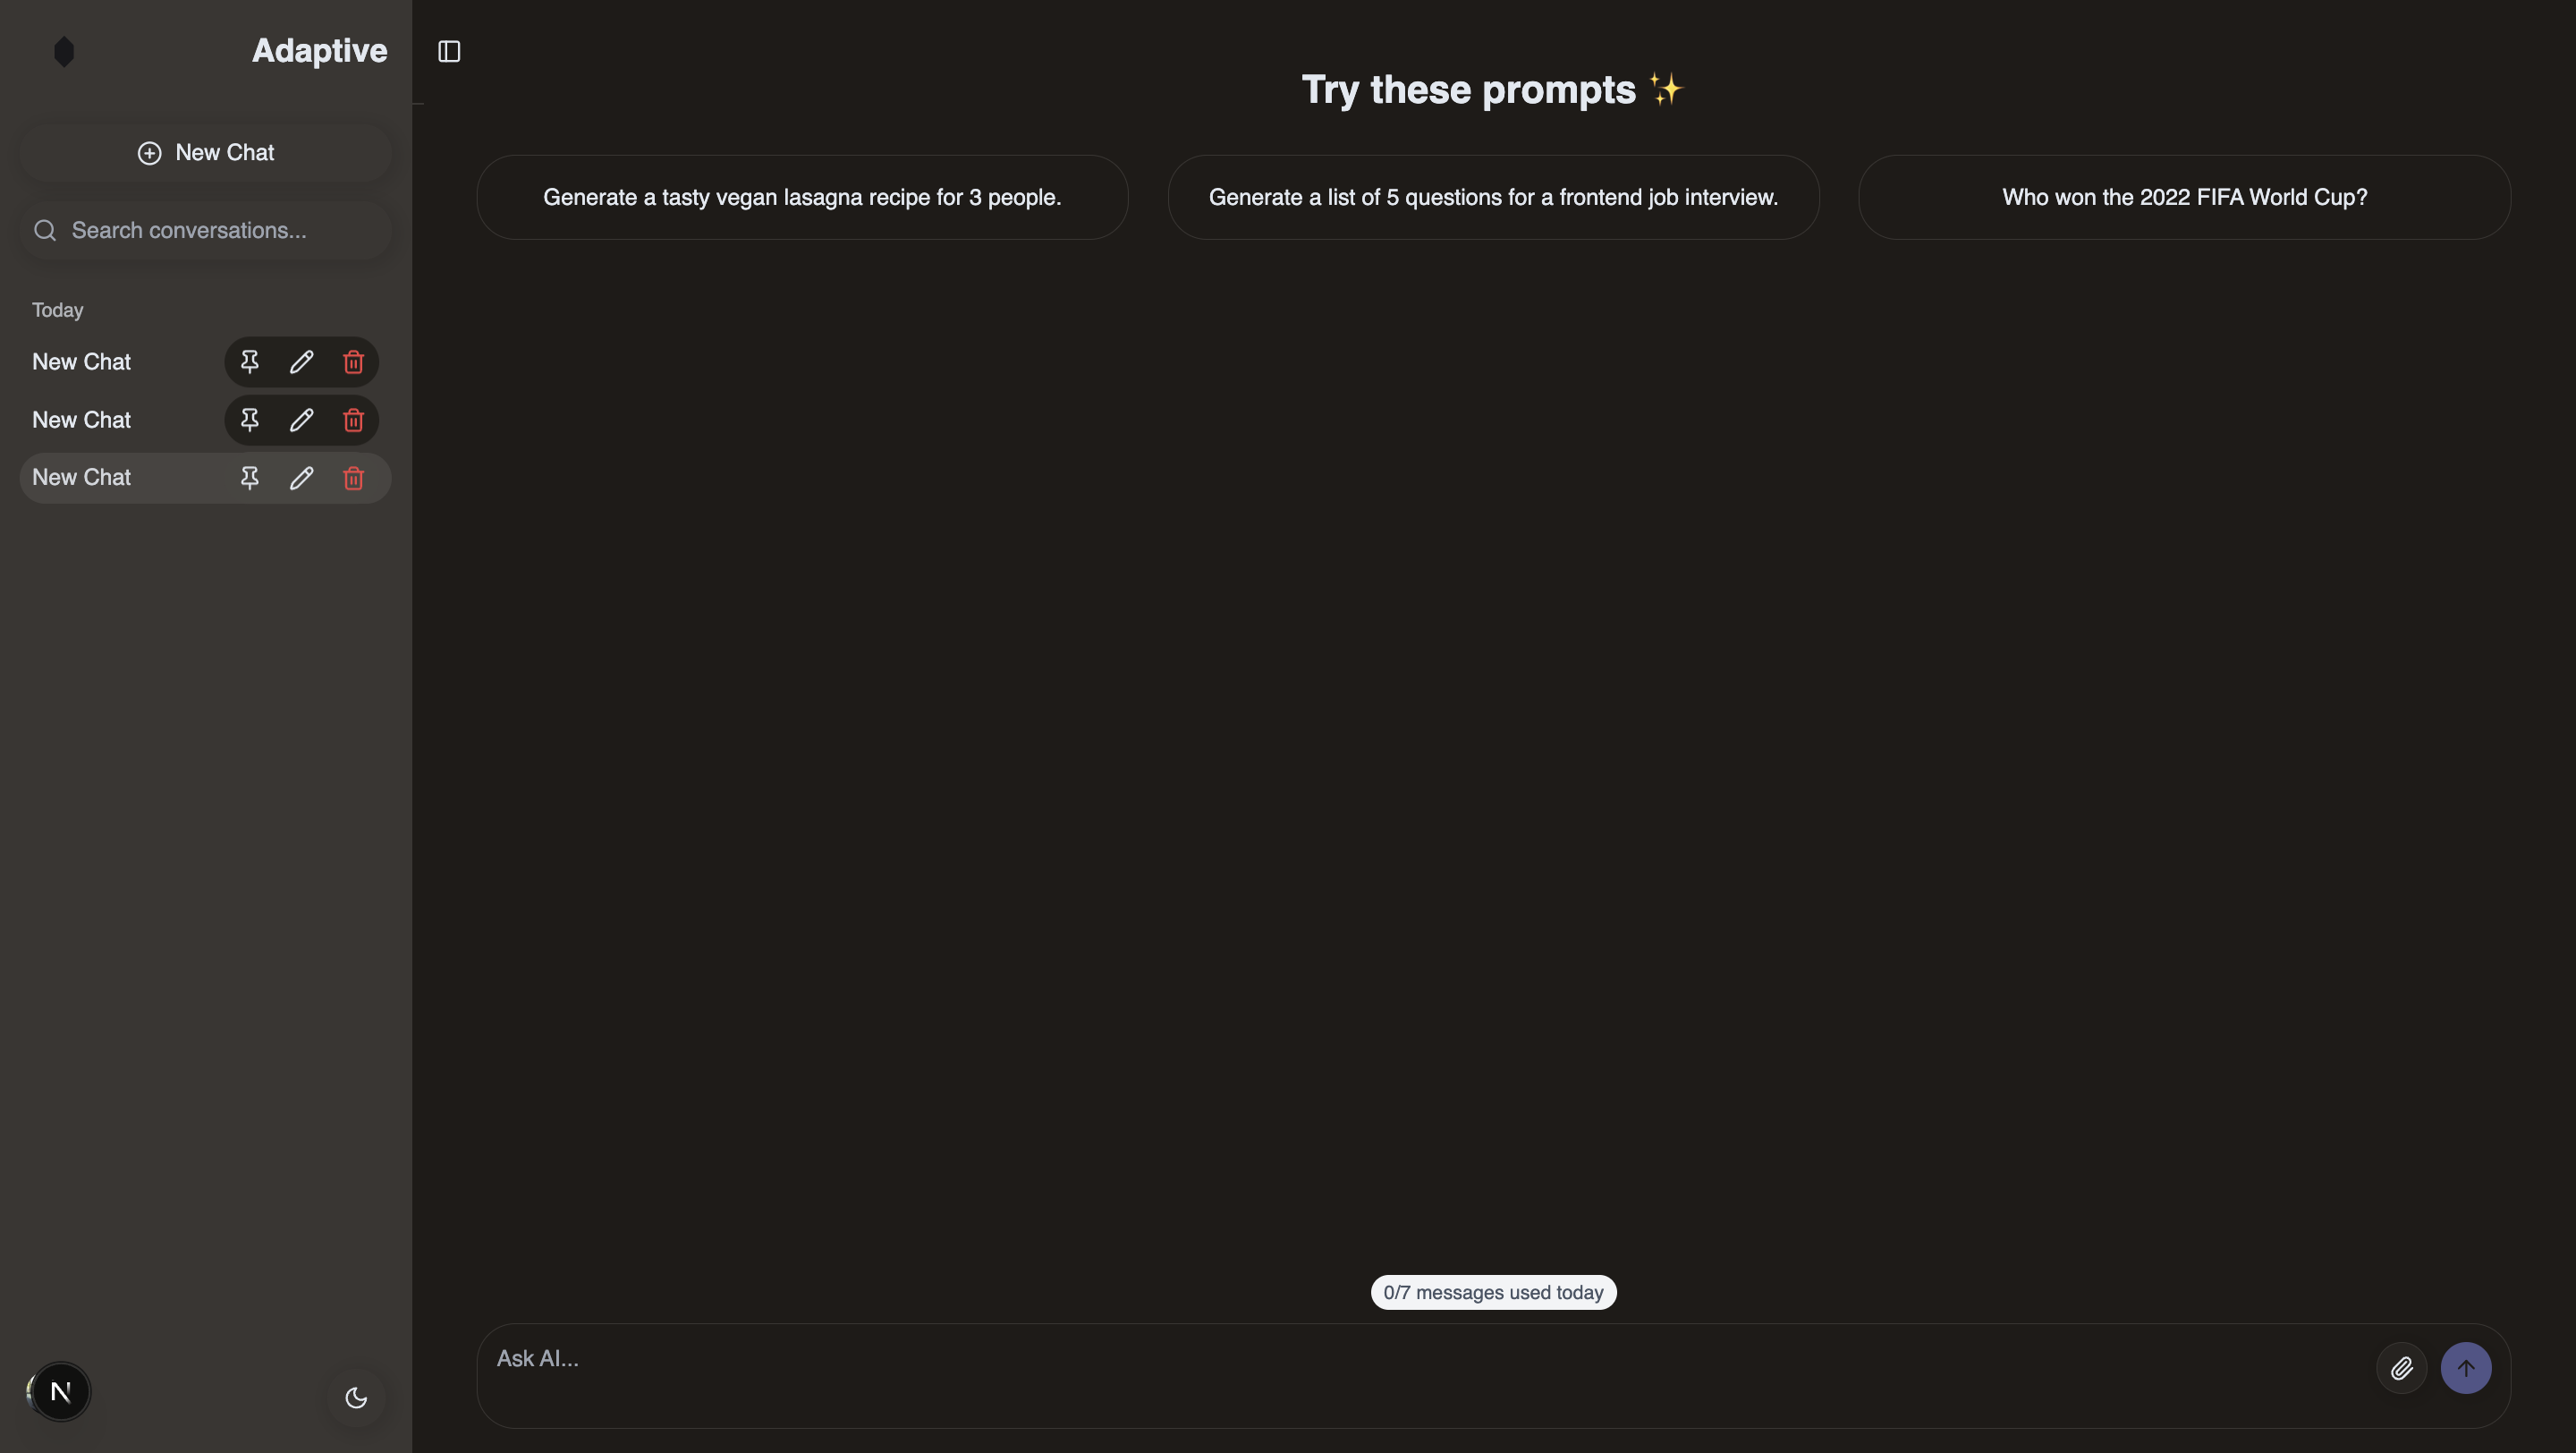 Adaptive
New Chat
Search conversations...
Today
New Chat
New Chat
New Chat
N
Try these prompts ✨
Generate a tasty vegan lasagna recipe for 3 people.
Generate a list of 5 questions for a frontend job interview.
Who won the 2022 FIFA World Cup?
0/7 messages used today
Ask AI...